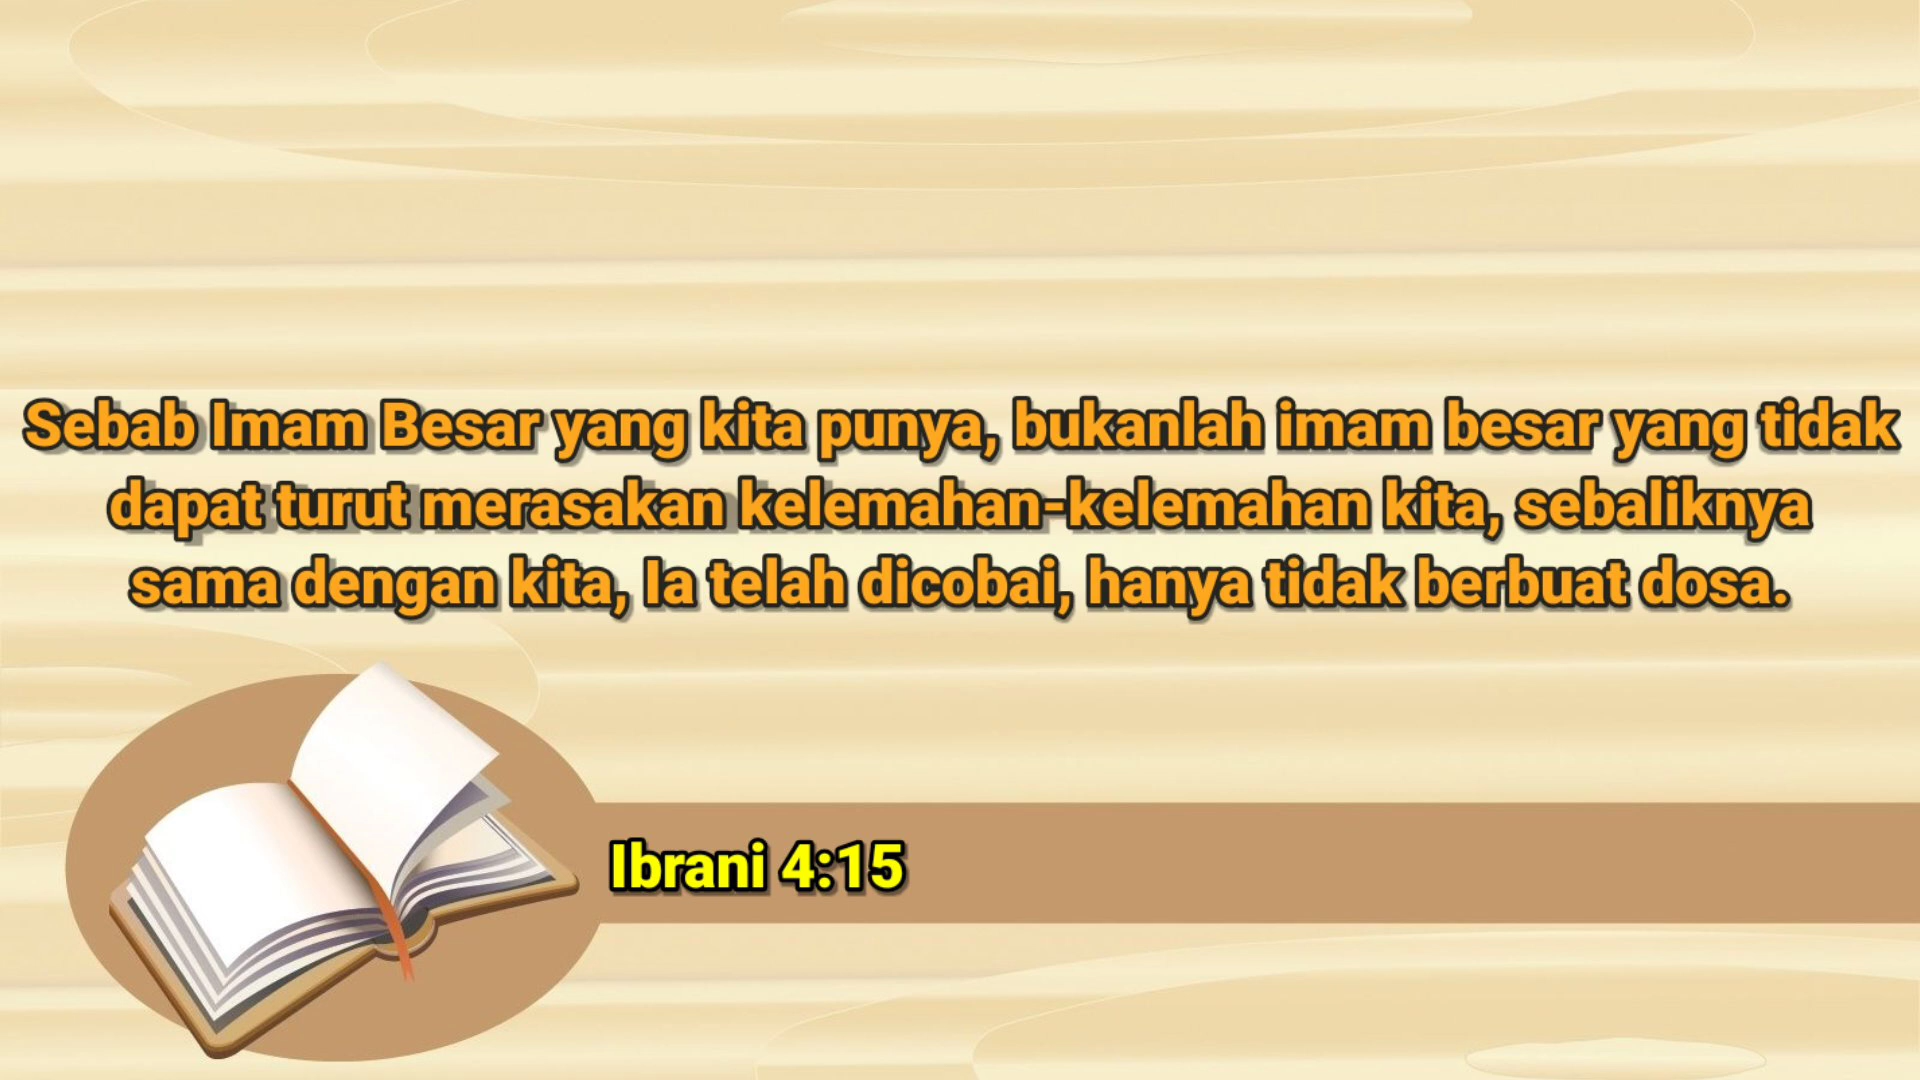 Sebab Imam Besar yang kita punya, bukanlah imam besar yang tidak
dapat turut merasakan kelemahan-kelemahan kita, sebaliknya
sama dengan kita, Ia telah dicobai, hanya tidak berbuat dosa.
Ibrani 4:15